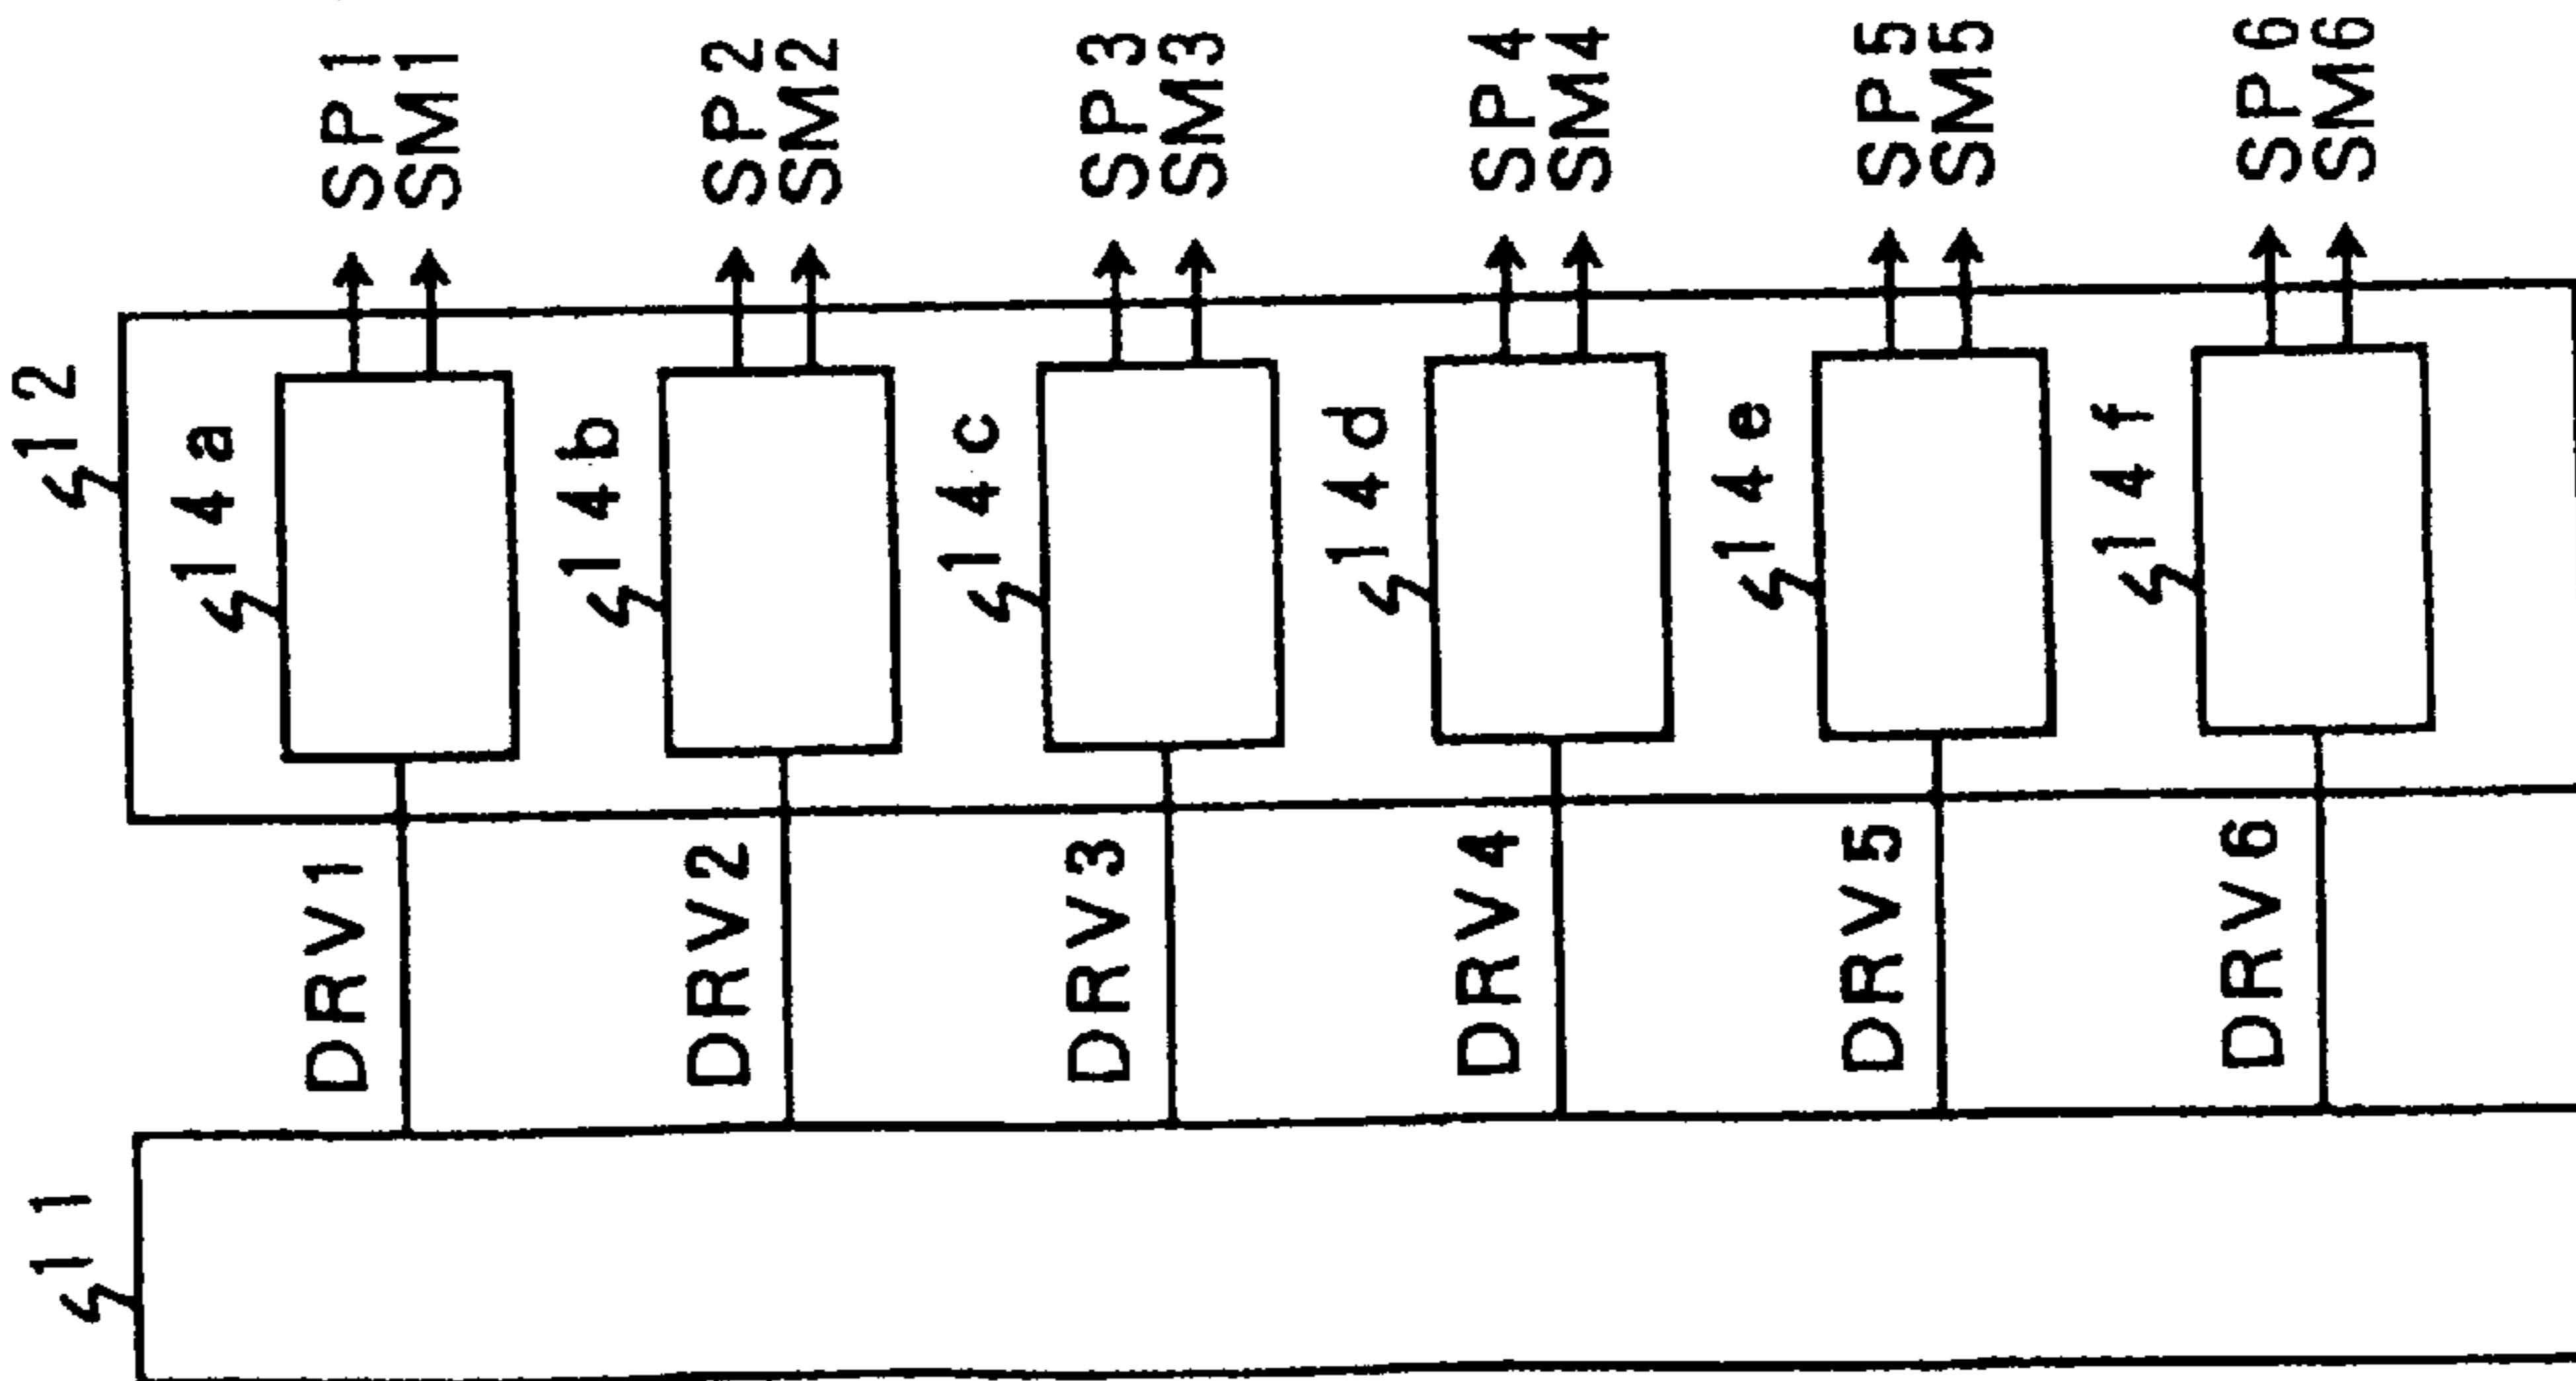 11
12
DRV1
14a
SP1
SM1
DRV2
14b
SP2
SM2
DRV3
14c
SP3
SM3
DRV4
14d
SP4
SM4
DRV5
14e
SP5
SM5
DRV6
14f
SP6
SM6